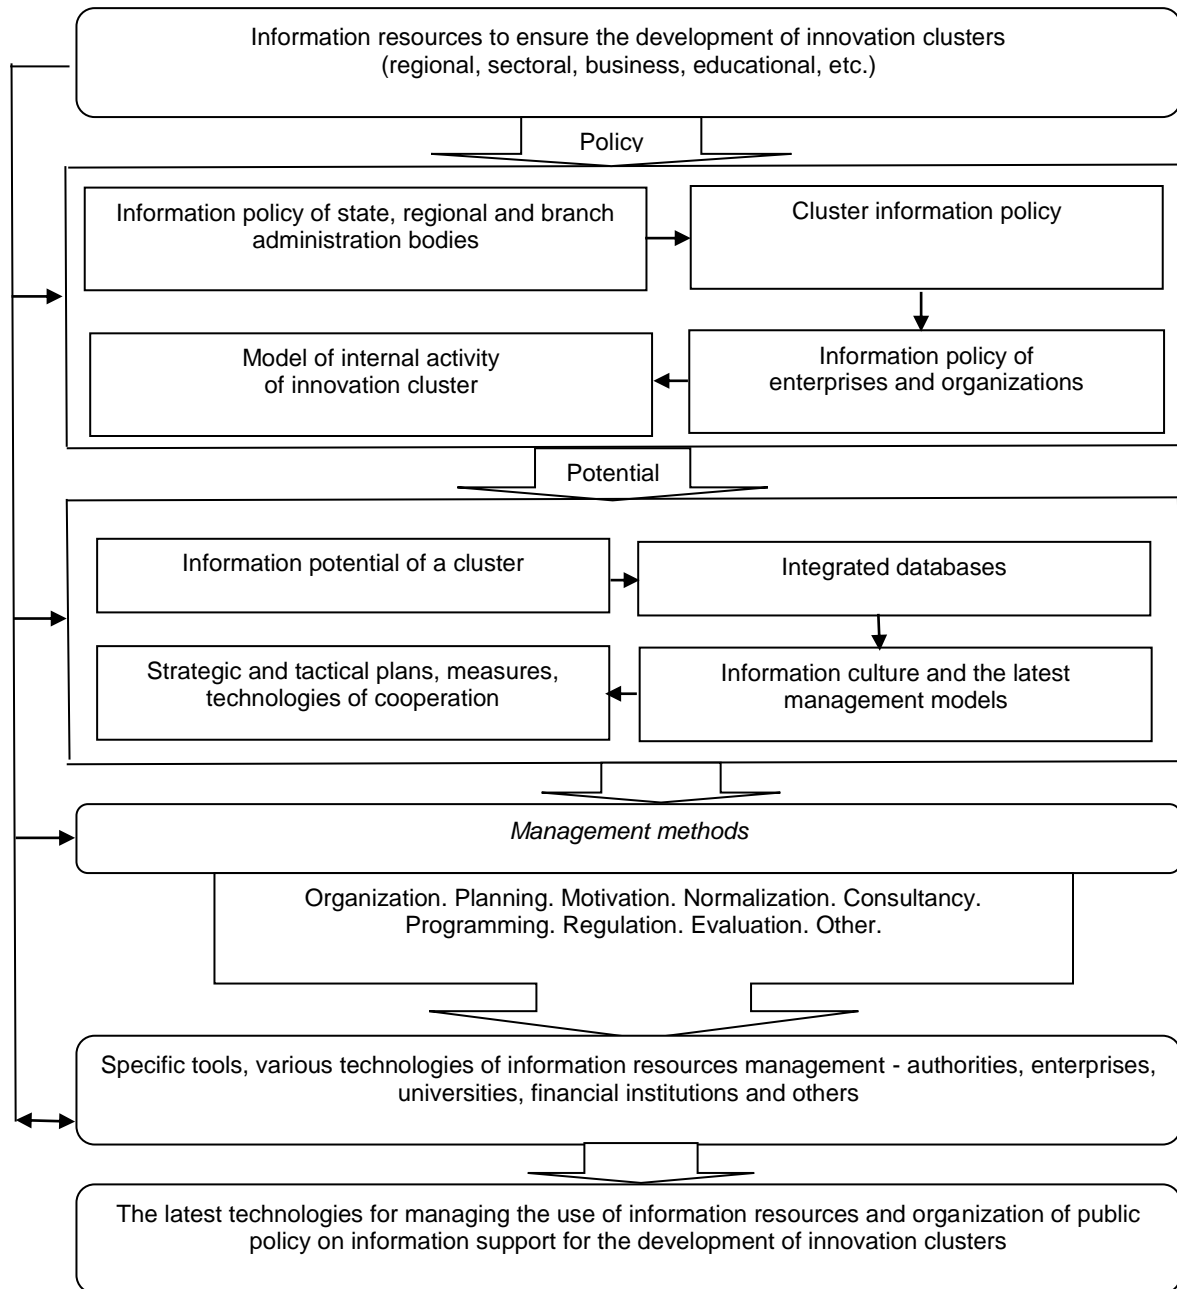 Information resources to ensure the development of innovation clusters
(regional, sectoral, business, educational, etc.)
Policy
Information policy of state, regional and branch
administration bodies
Cluster information policy
Model of internal activity
of innovation cluster
Information policy of
enterprises and organizations
Potential
Information potential of a cluster
Integrated databases
Strategic and tactical plans, measures,
technologies of cooperation
Information culture and the latest
management models
Management methods
Organization. Planning. Motivation. Normalization. Consultancy.
Programming. Regulation. Evaluation. Other.
Specific tools, various technologies of information resources management - authorities, enterprises,
universities, financial institutions and others
The latest technologies for managing the use of information resources and organization of public
policy on information support for the development of innovation clusters